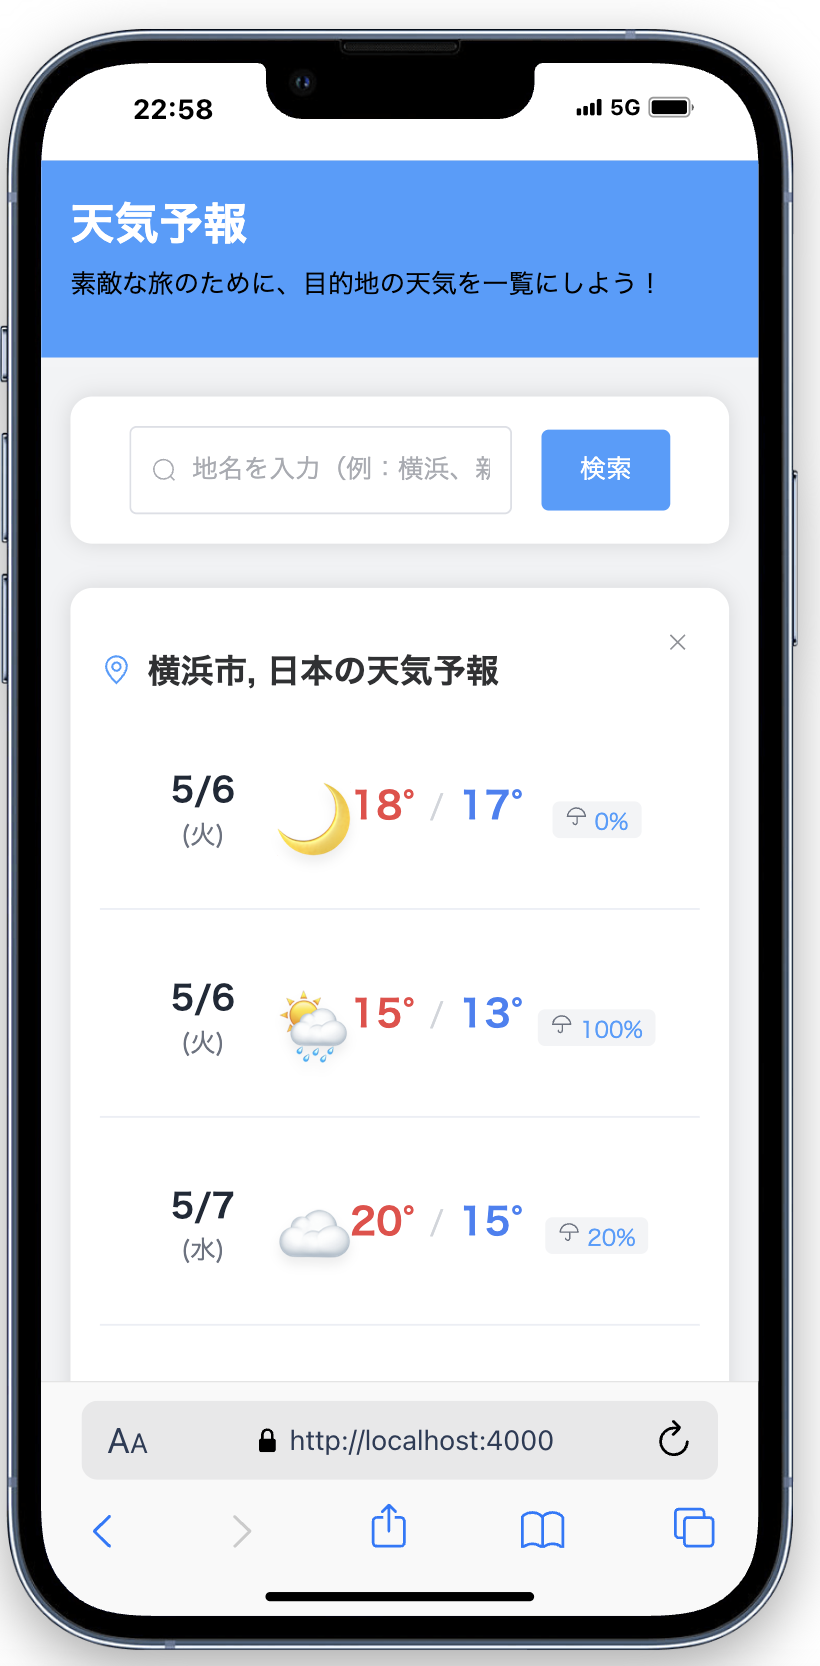 22:58 5G
天気予報
素敵な旅のために、目的地の天気を一覧にしよう！
地名を入力（例：横浜、新 検索
横浜市, 日本の天気予報
5/6 18° / 17° 0%
(火)
5/6 15° / 13° 100%
(火)
5/7 20° / 15° 20%
(水)
AA http://localhost:4000